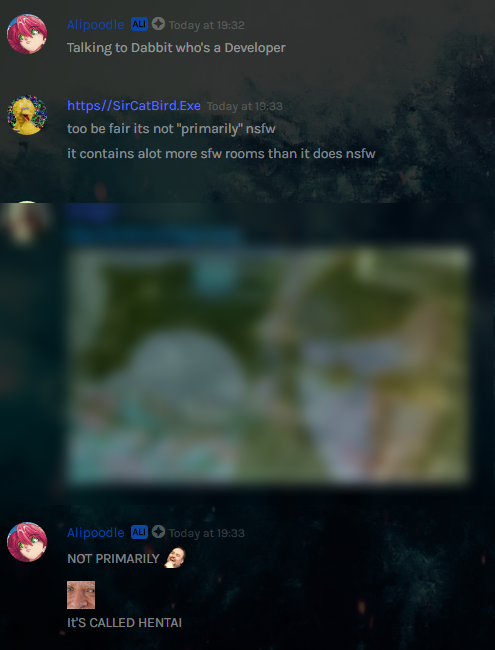 Alipoodle ALI Today at 19:32
Talking to Dabbit who's a Developer
https://SirCatBird.Exe Today at 19:33
too be fair its not "primarily" nsfw
it contains alot more sfw rooms than it does nsfw
Alipoodle ALI Today at 19:33
NOT PRIMARILY
It'S CALLED HENTAI